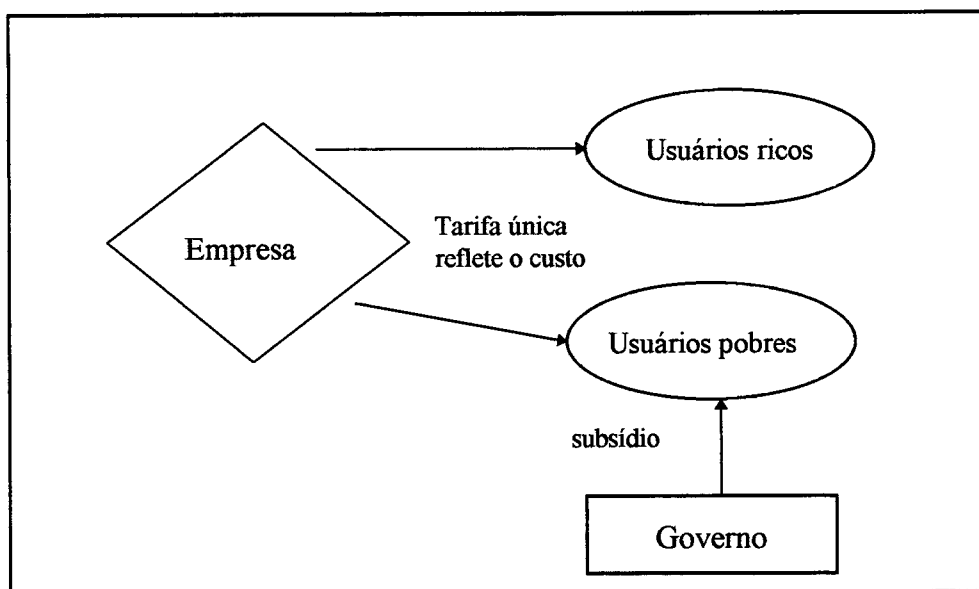 Usuários ricos
Empresa
Tarifa única
reflete o custo
Usuários pobres
subsídio
Governo